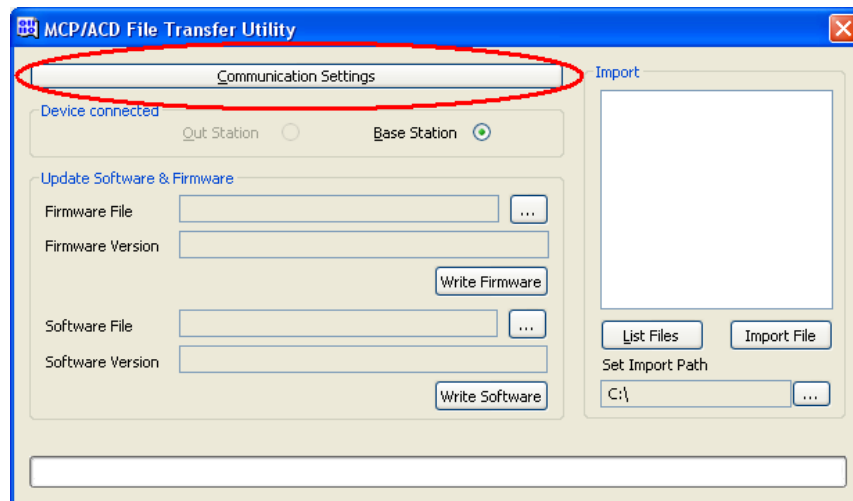 MCP/ACD File Transfer Utility
Communication Settings
Device connected
Out Station
Base Station
Update Software & Firmware
Firmware File
...
Firmware Version
Write Firmware
Software File
...
Software Version
Write Software
Import
List Files
Import File
Set Import Path
C:\
...